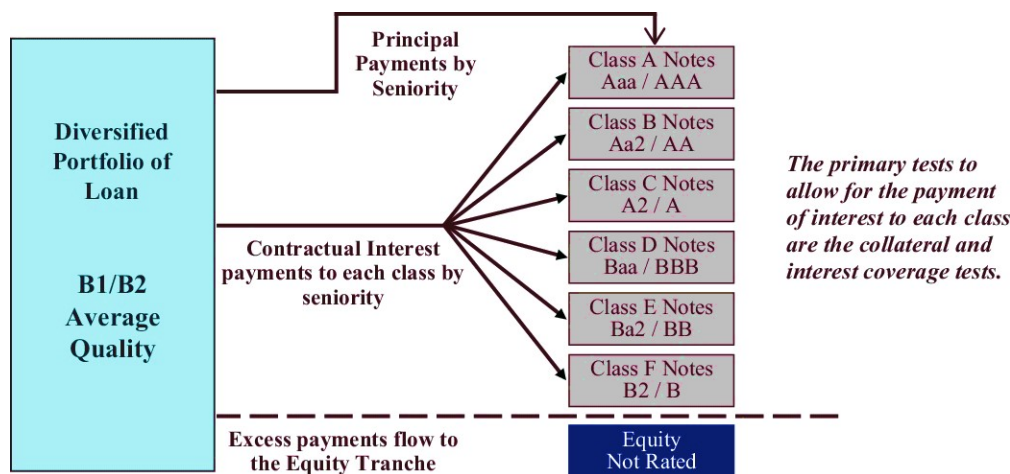 Diversified
Portfolio of
Loan
B1/B2
Average
Quality
Principal
Payments by
Seniority
Contractual Interest
payments to each class by
seniority
Class A Notes
Aaa / AAA
Class B Notes
Aa2 / AA
Class C Notes
A2 / A
Class D Notes
Baa / BBB
Class E Notes
Ba2 / BB
Class F Notes
B2 / B
The primary tests to
allow for the payment
of interest to each class
are the collateral and
interest coverage tests.
Excess payments flow to
the Equity Tranche
Equity
Not Rated